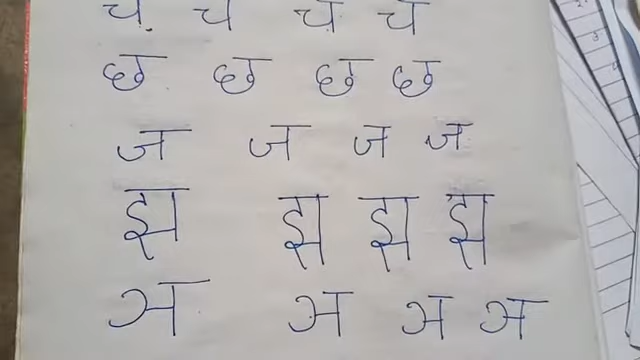 च च च च
छ छ छ छ
ज ज ज ज
झ झ झ झ
ञ ञ ञ ञ